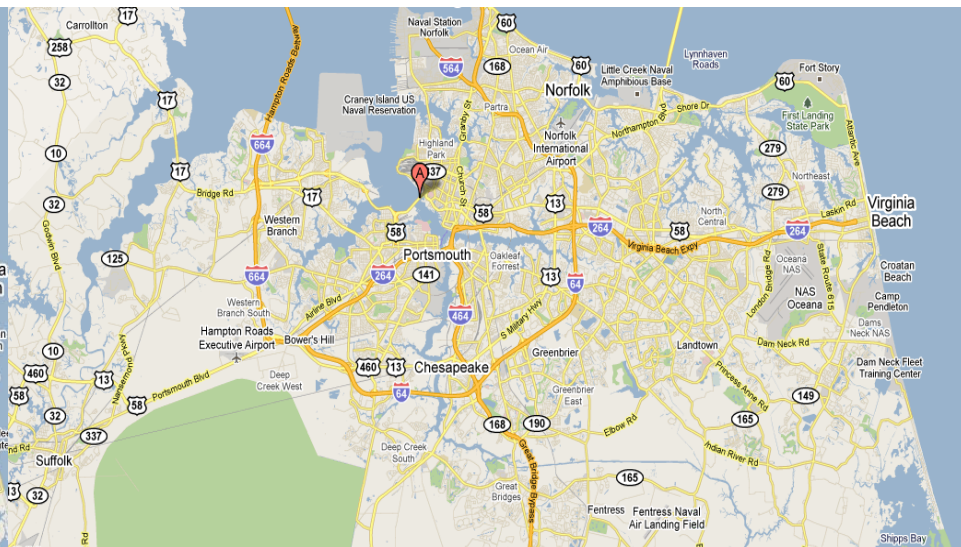 17
60
Carrollton
Naval Station
Norfolk
Ocean Air
258
564
168
60
Lynnhaven
Roads
32
Hampton Roads Beltway
Little Creek Naval
Amphibious Base
Fort Story
60
17
Craney Island US
Naval Reservation
Partra
Norfolk
Shore Dr
First Landing
State Park
Granby St
Northampton Blvd
Atlantic Ave
664
Highland
Park
Norfolk
International
Airport
279
10
17
337
A
Church St
Northeast
Bridge Rd
17
13
279
32
Virginia
Beach
Western
Branch
58
58
North
Central
Laskin Rd
Godwin Blvd
264
58
264
Virginia Beach Expy
125
Portsmouth
Oakleaf
Forrest
Oceana
NAS
664
264
141
13
64
London Bridge Rd
State Route 615
Croatan
Beach
NAS
Oceana
Camp
Pendleton
Western
Branch South
Airline Blvd
464
S Military Hwy
Dams
Neck NAS
Hampton Roads
Executive Airport
Bower's Hill
Greenbrier
Landtown
Dam Neck Rd
10
Nansemond Pkwy
460
13
Chesapeake
Dam Neck Fleet
Training Center
460
13
Portsmouth Blvd
Deep
Creek West
64
Greenbrier
East
Princess Anne Rd
149
58
58
32
168
190
Elbow Rd
165
337
nd Rd
Deep Creek
South
Great Bridge Bypass
Indian River Rd
Suffolk
165
13
32
Great
Bridges
Fentress
Fentress Naval
Air Landing Field
Shipps Bay